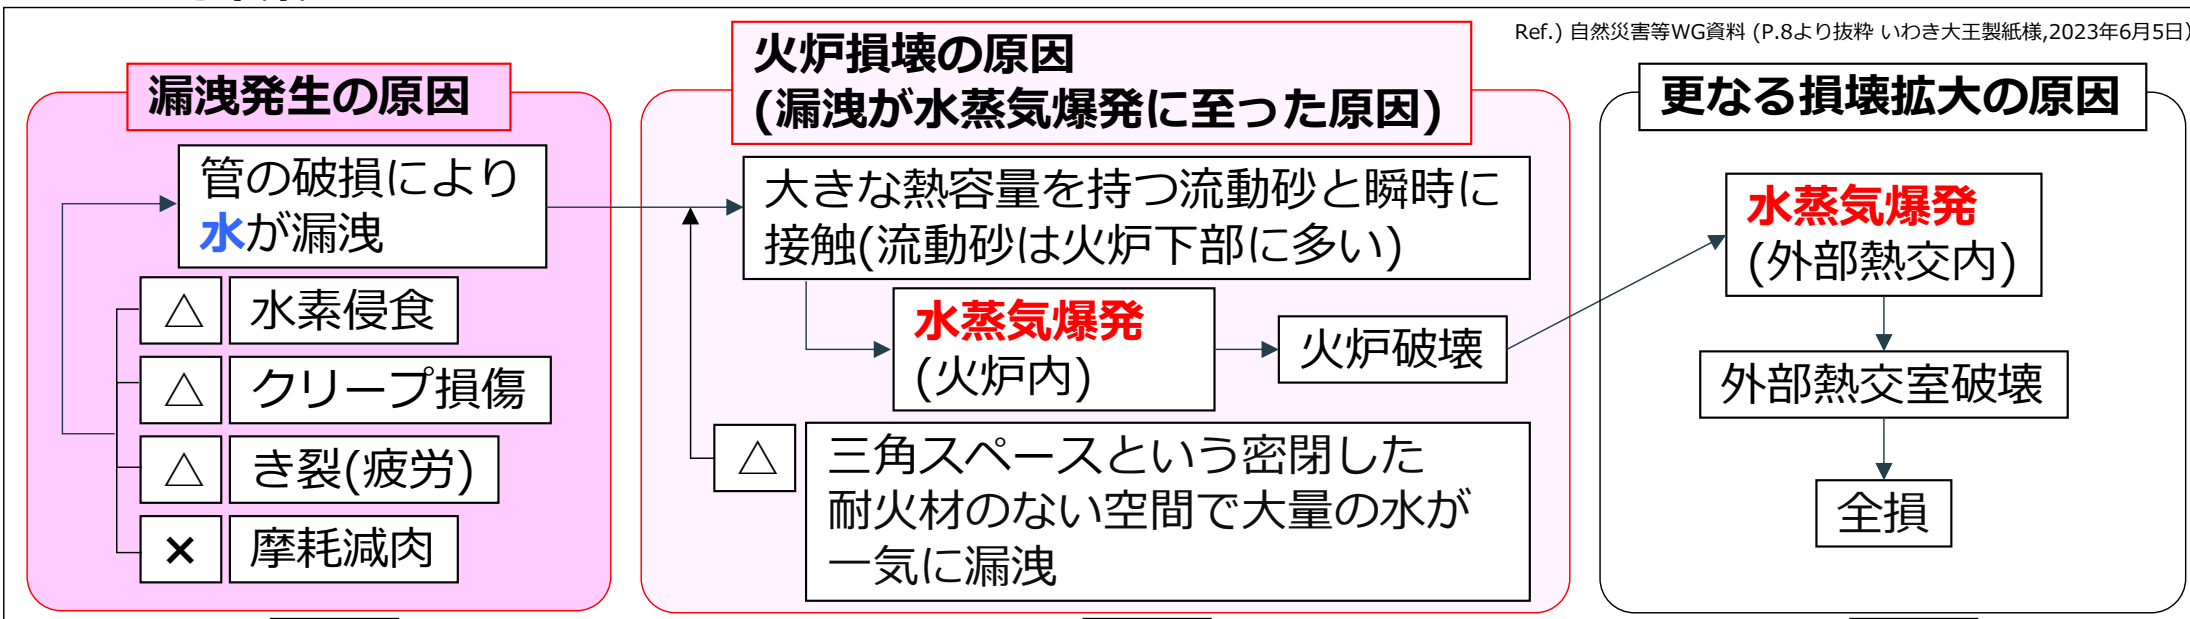 Ref.) 自然災害等WG資料 (P.8より抜粋 いわき大王製紙様,2023年6月5日)
漏洩発生の原因
管の破損により
水が漏洩
△ 水素侵食
△ クリープ損傷
△ き裂(疲労)
× 摩耗減肉
火炉損壊の原因
(漏洩が水蒸気爆発に至った原因)
大きな熱容量を持つ流動砂と瞬時に
接触(流動砂は火炉下部に多い)
水蒸気爆発
(火炉内)
火炉破壊
△ 三角スペースという密閉した
耐火材のない空間で大量の水が
一気に漏洩
更なる損壊拡大の原因
水蒸気爆発
(外部熱交内)
外部熱交室破壊
全損